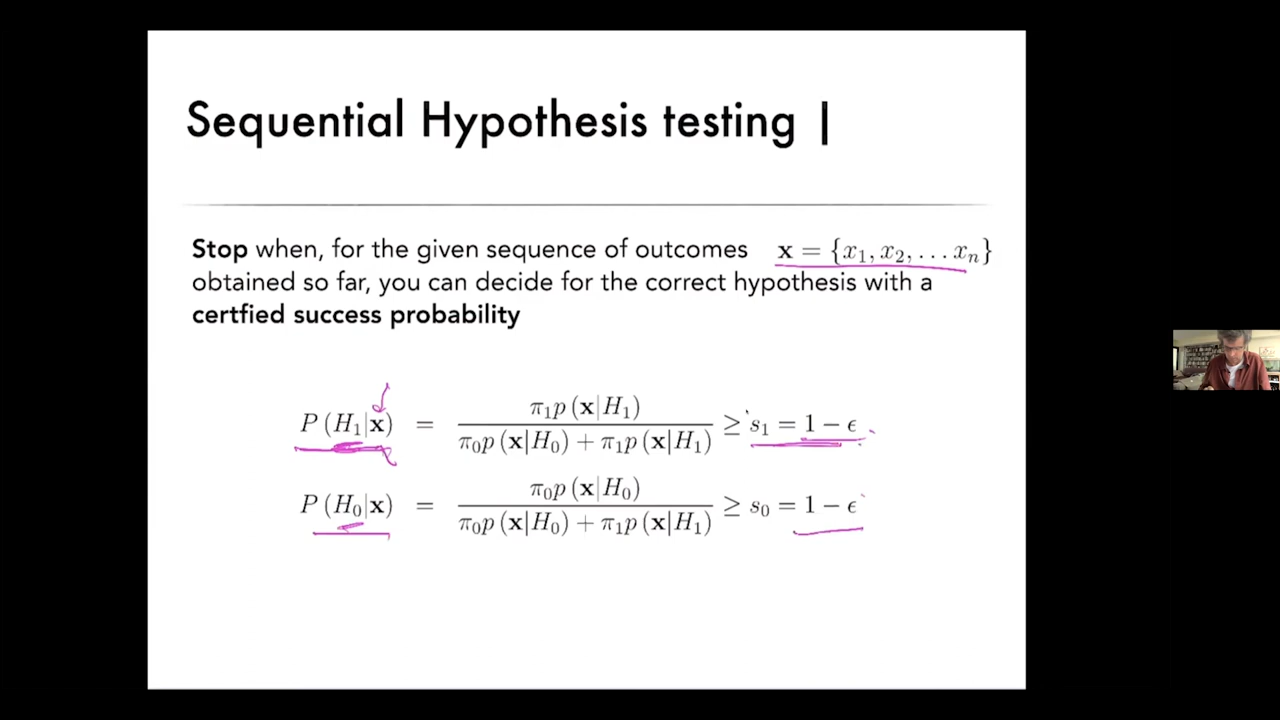 Sequential Hypothesis testing |
Stop when, for the given sequence of outcomes x = {x₁, x₂, . . . xₙ}
obtained so far, you can decide for the correct hypothesis with a
certfied success probability
P (H₁|x) = π₁p (x|H₁) / π₀p (x|H₀) + π₁p (x|H₁) ≥ s₁ = 1 − ϵ
P (H₀|x) = π₀p (x|H₀) / π₀p (x|H₀) + π₁p (x|H₁) ≥ s₀ = 1 − ϵ